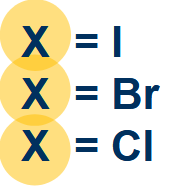 X = I
X = Br
X = Cl